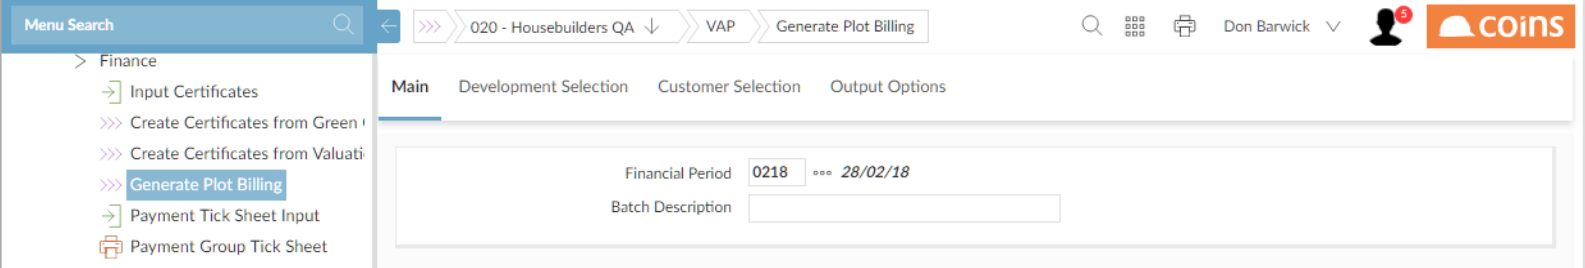 Menu Search
020 - Housebuilders QA
VAP
Generate Plot Billing
Don Barwick
5
coins
Finance
Input Certificates
Create Certificates from Green
Create Certificates from Valuati
Generate Plot Billing
Payment Tick Sheet Input
Payment Group Tick Sheet
Main
Development Selection
Customer Selection
Output Options
Financial Period
0218
28/02/18
Batch Description